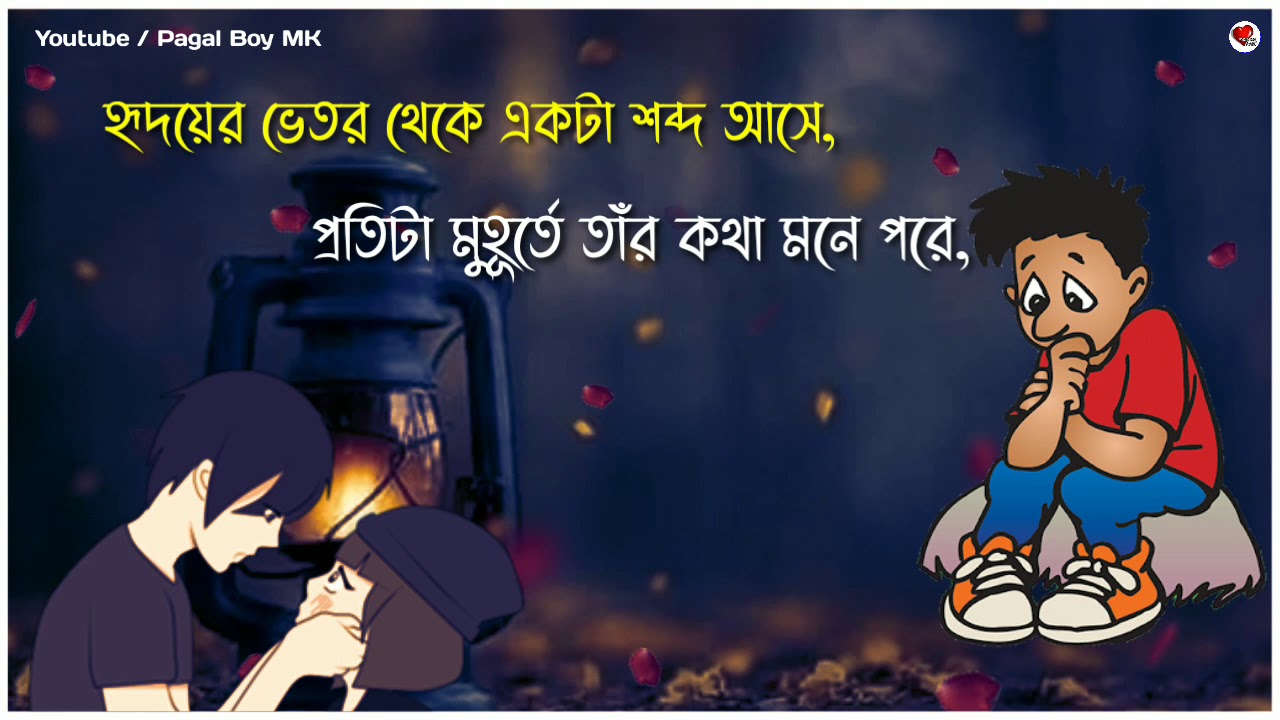 Youtube / Pagal Boy MK
হৃদয়ের ভেতর থেকে একটা শব্দ আসে,
প্রতিটা মুহূর্তে তাঁর কথা মনে পরে,